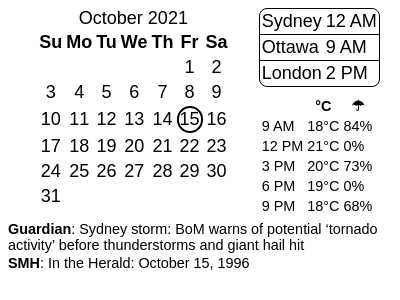 October 2021
Su Mo Tu We Th Fr Sa
1 2
3 4 5 6 7 8 9
10 11 12 13 14 15 16
17 18 19 20 21 22 23
24 25 26 27 28 29 30
31
Sydney 12 AM
Ottawa 9 AM
London 2 PM
°C ☂
9 AM 18°C 84%
12 PM 21°C 0%
3 PM 20°C 73%
6 PM 19°C 0%
9 PM 18°C 68%
Guardian: Sydney storm: BoM warns of potential ‘tornado
activity’ before thunderstorms and giant hail hit
SMH: In the Herald: October 15, 1996